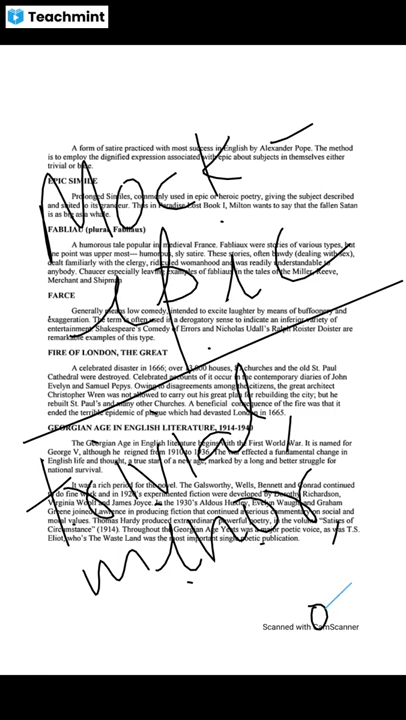 Teachmint
A form of satire practiced with most success in English by Alexander Pope. The method
is to employ the dignified expression associated with epic about subjects in themselves either
trivial or base.
EPIC SIMILE
Prolonged Similes, commonly used in epic or heroic poetry, giving the subject described
and suited to its grandeur. Thus in Paradise Lost Book I, Milton wants to say that the fallen Satan
is as big as a whale.
FABLIAU (plural. Fabliaux)
A humorous tale popular in medieval France. Fabliaux were stories of various types, but
one point was upper most— humorous, sly satire. These stories, often bawdy (dealing with sex),
dealt familiarly with the clergy, ridiculed womanhood and was readily understandable to
anybody. Chaucer especially leaving examples of fabliaux in the tales of the Miller, Reeve,
Merchant and Shipman
FARCE
Generally means low comedy, intended to excite laughter by means of buffoonery and
exaggeration. The term is often used in a derogatory sense to indicate an inferior variety of
entertainment. Shakespeare's Comedy of Errors and Nicholas Udall's Ralph Roister Doister are
remarkable examples of this type.
FIRE OF LONDON, THE GREAT
A celebrated disaster in 1666; over houses, churches and the old St. Paul
Cathedral were destroyed. Celebrated accounts of it occur in the contemporary diaries of John
Evelyn and Samuel Pepys. Owing to disagreements among the citizens, the great architect
Christopher Wren was not allowed to carry out his great plan for rebuilding the city; but he
rebuilt St. Paul's and many other Churches. A beneficial consequence of the fire was that it
ended the terrible epidemic of plague which had devasted London in 1665.
GEORGIAN AGE IN ENGLISH LITERATURE, 1914-1940
The Georgian Age in English literature begins with the First World War. It is named for
George V, although he reigned from 1910 to 1936. The war effected a fundamental change in
English life and thought, a true start of a new age, marked by a long and better struggle for
national survival.
It was a rich period for the novel. The Galsworthy, Wells, Bennett and Conrad continued
to do fine work and in 1920's experimented fiction were developed by Dorothy Richardson,
Virginia Woolf and James Joyce. In the 1930's Aldous Huxley, Evelyn Waugh and Graham
Greene joined Lawrence in producing fiction that continued a serious commentary on social and
moral values. Thomas Hardy produced extraordinary powerful poetry, in the volume "Satires of
Circumstance" (1914). Throughout the Georgian Age Yeats was a major poetic voice, as was T.S.
Eliot, who's The Waste Land was the most important single poetic publication.
Mock-
epic
Scanned with CamScanner